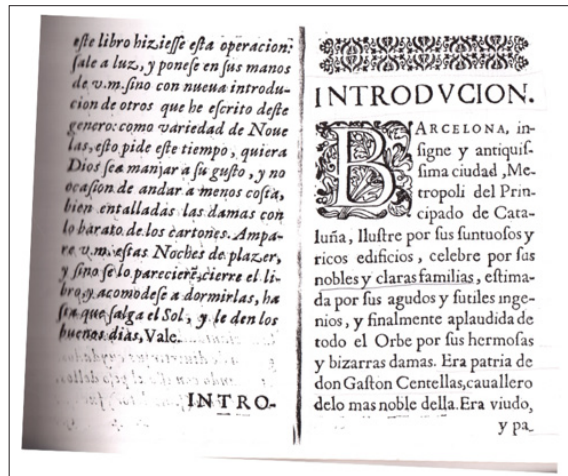 este libro hiziesse esta operacion:
sale a luz, y ponese en sus manos
de v.m. sino con nueua introdu-
cion de otros que he escrito deste
genero: como variedad de Noue
las, esto pide este tiempo, quiera
Dios sea manjar a su gusto, y no
ocasion de andar a menos costa,
bien entalladas las damas con
lo barato de los cartones. Ampa-
re v.m. estas Noches de plazer,
y sino se lo pareciere, cierre el li-
bro, y acomodese a dormirlas, ha
sta que salga el Sol, y le den los
buenos dias, Vale.
INTRO-
INTRODVCION.
BARCELONA, in-
signe y antiquis-
sima ciudad, Me-
tropoli del Prin-
cipado de Cata-
luña, Ilustre por sus suntuosos y
ricos edificios, celebre por sus
nobles y claras familias, estima-
da por sus agudos y sutiles inge-
nios, y finalmente aplaudida de
todo el Orbe por sus hermosas
y bizarras damas. Era patria de
don Gaston Centellas, cauallero
delo mas noble della. Era viudo,
y pa-